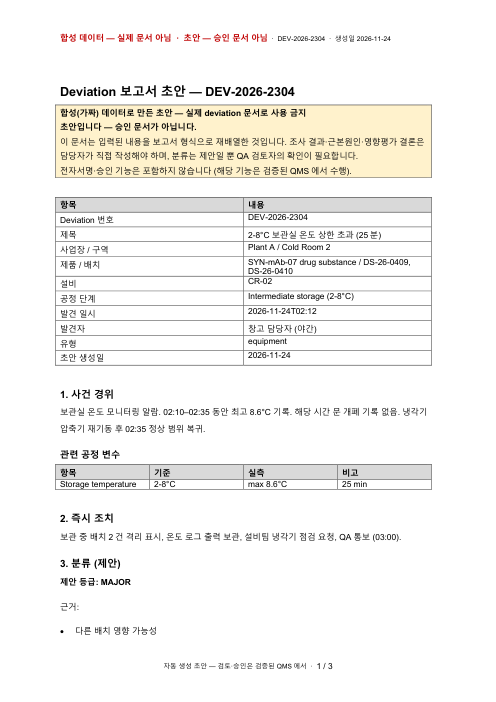 합성 데이터 — 실제 문서 아님 · 초안 — 승인 문서가 아님 · DEV-2026-2304 · 생성일 2026-11-24
Deviation 보고서 초안 — DEV-2026-2304
합성(가짜) 데이터로 만든 초안 — 실제 deviation 문서로 사용 금지
초안입니다 — 승인 문서가 아닙니다.
이 문서는 입력된 내용을 보고서 형식으로 재배열한 것입니다. 조사 결과·근본원인·영향평가 결론은
담당자가 직접 작성해야 하며, 분류는 제안일 뿐 QA 검토자의 확인이 필요합니다.
전자서명·승인 기능은 포함하지 않습니다 (해당 기능은 검증된 QMS 에서 수행).
항목 내용
Deviation 번호 DEV-2026-2304
제목 2-8°C 보관실 온도 상한 초과 (25 분)
사업장 / 구역 Plant A / Cold Room 2
제품 / 배치 SYN-mAb-07 drug substance / DS-26-0409,
DS-26-0410
설비 CR-02
공정 단계 Intermediate storage (2-8°C)
발견 일시 2026-11-24T02:12
발견자 창고 담당자 (야간)
유형 equipment
초안 생성일 2026-11-24
1. 사건 경위
보관실 온도 모니터링 알람. 02:10–02:35 동안 최고 8.6°C 기록. 해당 시간 문 개폐 기록 없음. 냉각기
압축기 재기동 후 02:35 정상 범위 복귀.
관련 공정 변수
항목 기준 실측 비고
Storage temperature 2-8°C max 8.6°C 25 min
2. 즉시 조치
보관 중 배치 2 건 격리 표시, 온도 로그 출력 보관, 설비팀 냉각기 점검 요청, QA 통보 (03:00).
3. 분류 (제안)
제안 등급: MAJOR
근거:
• 다른 배치 영향 가능성
자동 생성 초안 — 검토·승인은 검증된 QMS 에서 · 1 / 3